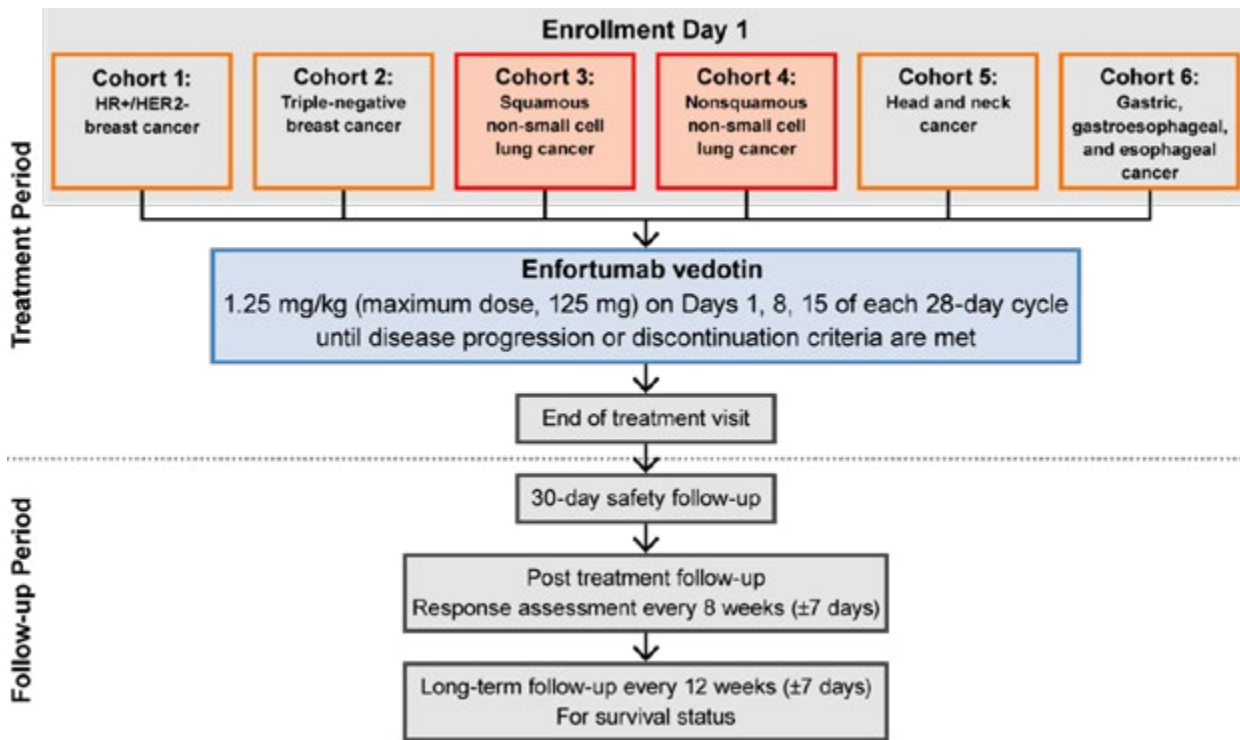 Enrollment Day 1
Cohort 1:
HR+/HER2-
breast cancer
Cohort 2:
Triple-negative
breast cancer
Cohort 3:
Squamous
non-small cell
lung cancer
Cohort 4:
Nonsquamous
non-small cell
lung cancer
Cohort 5:
Head and neck
cancer
Cohort 6:
Gastric,
gastroesophageal,
and esophageal
cancer
Treatment Period
Enfortumab vedotin
1.25 mg/kg (maximum dose, 125 mg) on Days 1, 8, 15 of each 28-day cycle
until disease progression or discontinuation criteria are met
End of treatment visit
Follow-up Period
30-day safety follow-up
Post treatment follow-up
Response assessment every 8 weeks (±7 days)
Long-term follow-up every 12 weeks (±7 days)
For survival status